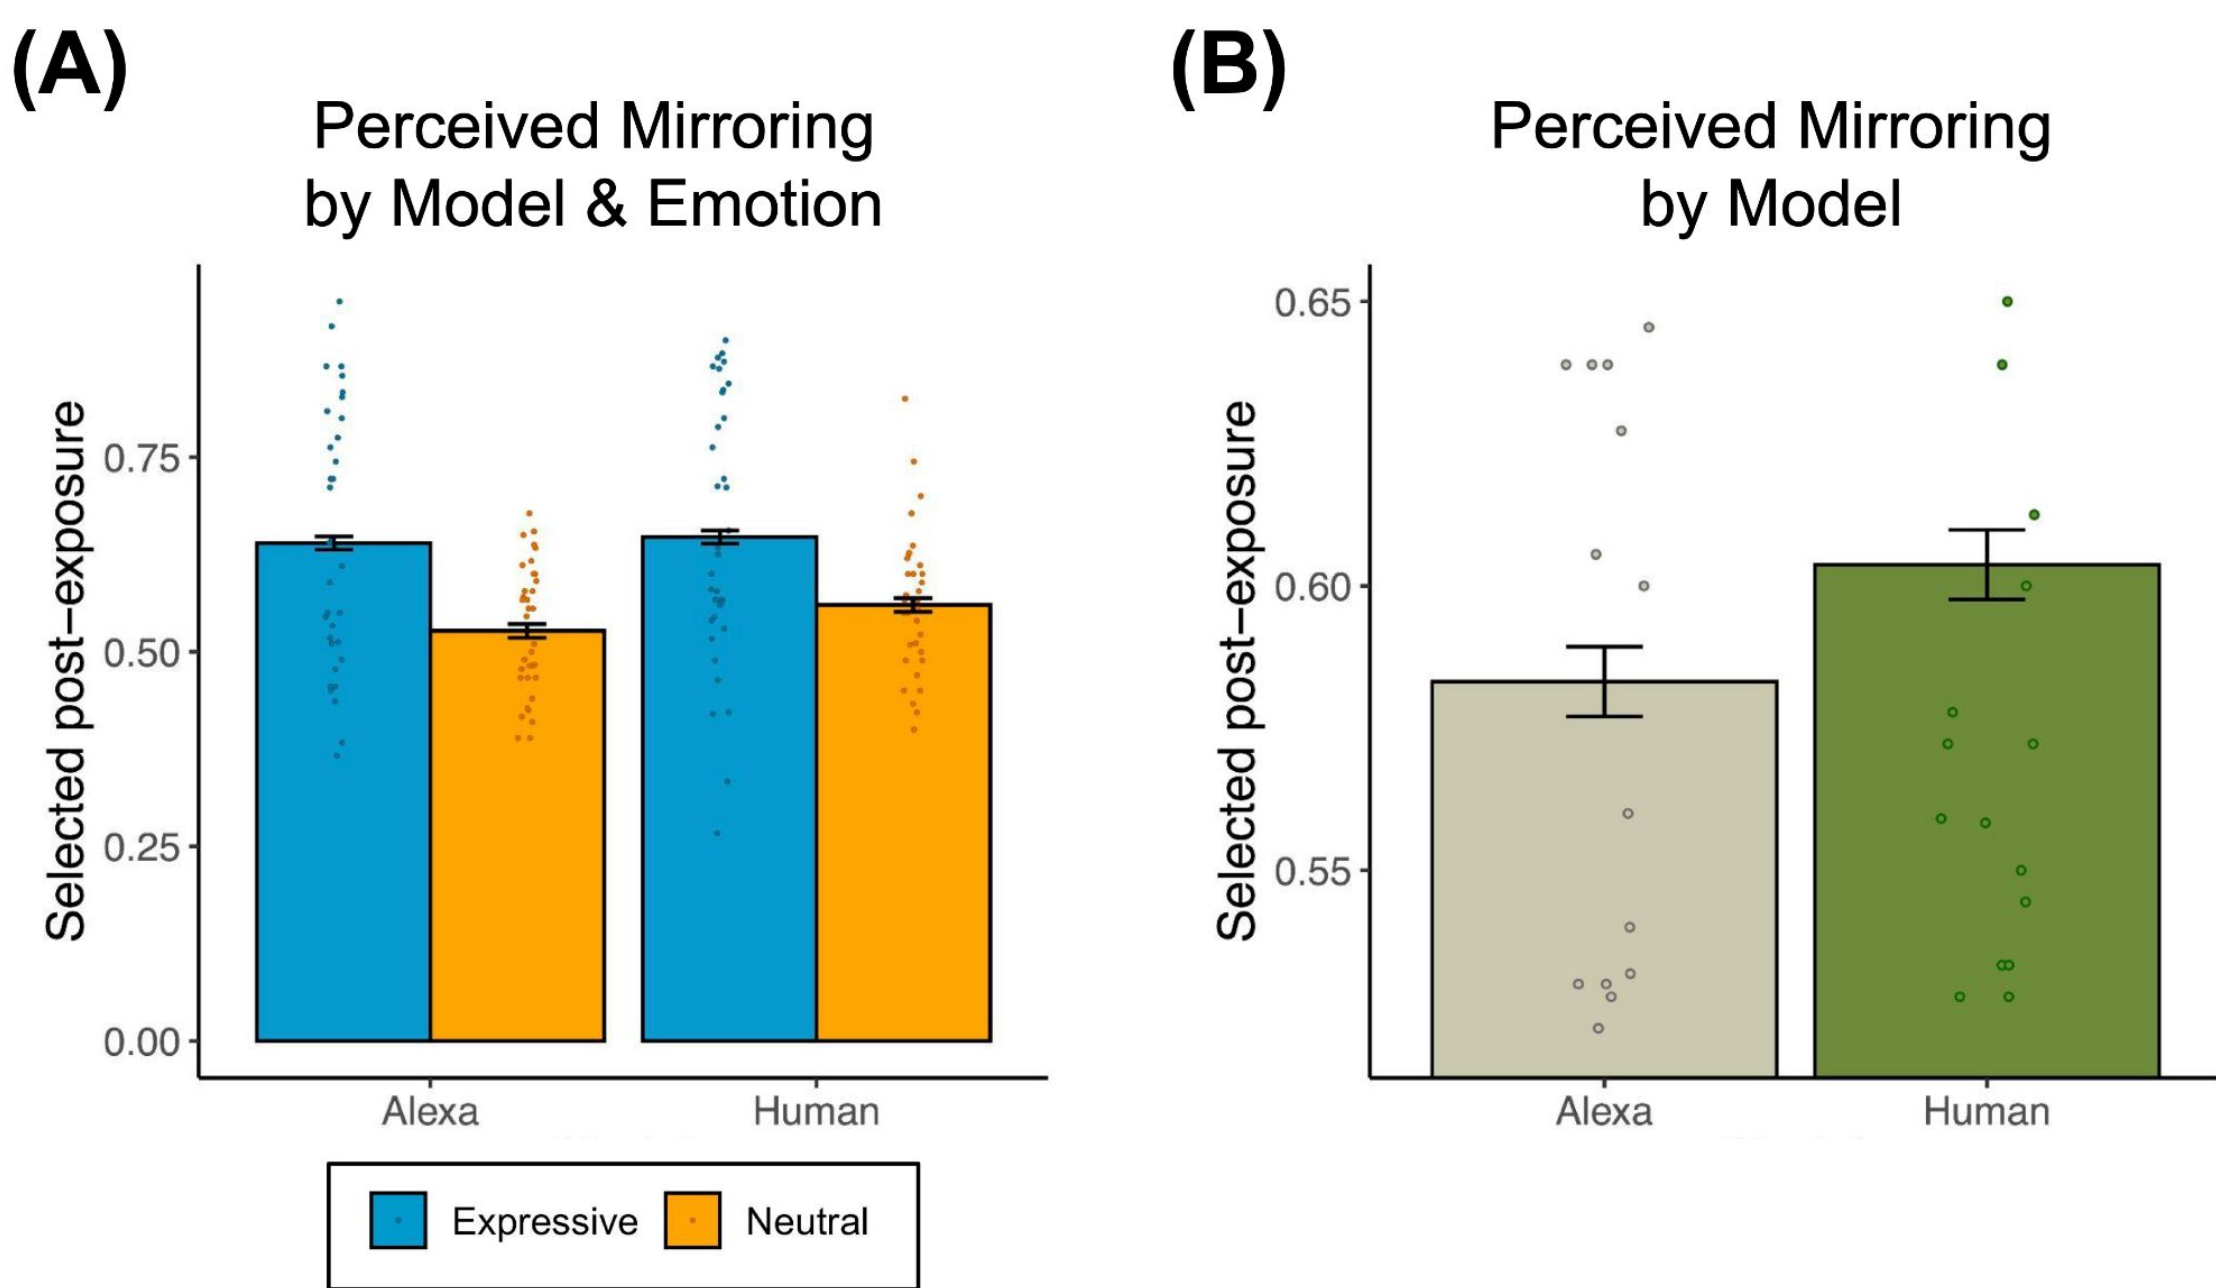 (A)
Perceived Mirroring
by Model & Emotion
Selected post–exposure
0.75
0.50
0.25
0.00
Alexa Human
Expressive Neutral
(B)
Perceived Mirroring
by Model
Selected post–exposure
0.65
0.60
0.55
Alexa Human